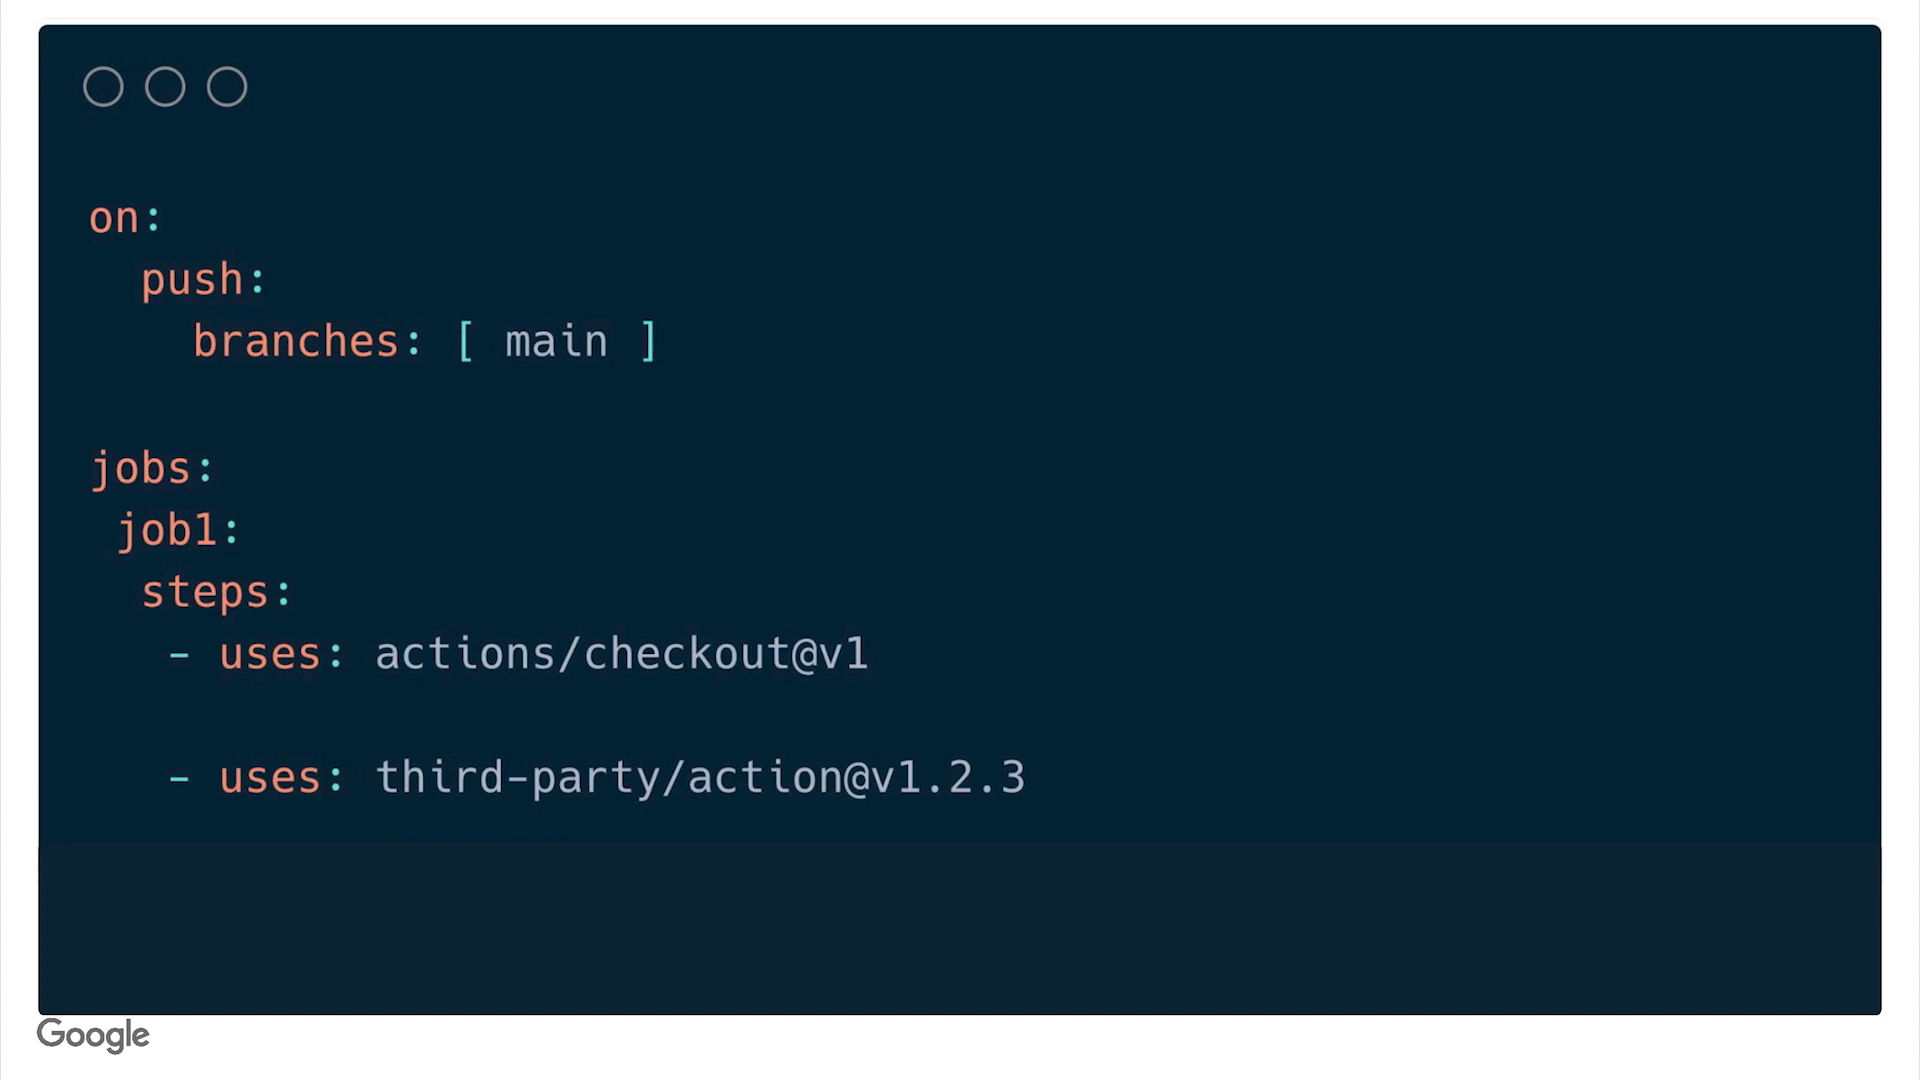 on:
push:
branches: [ main ]
jobs:
job1:
steps:
- uses: actions/checkout@v1
- uses: third-party/action@v1.2.3
Google